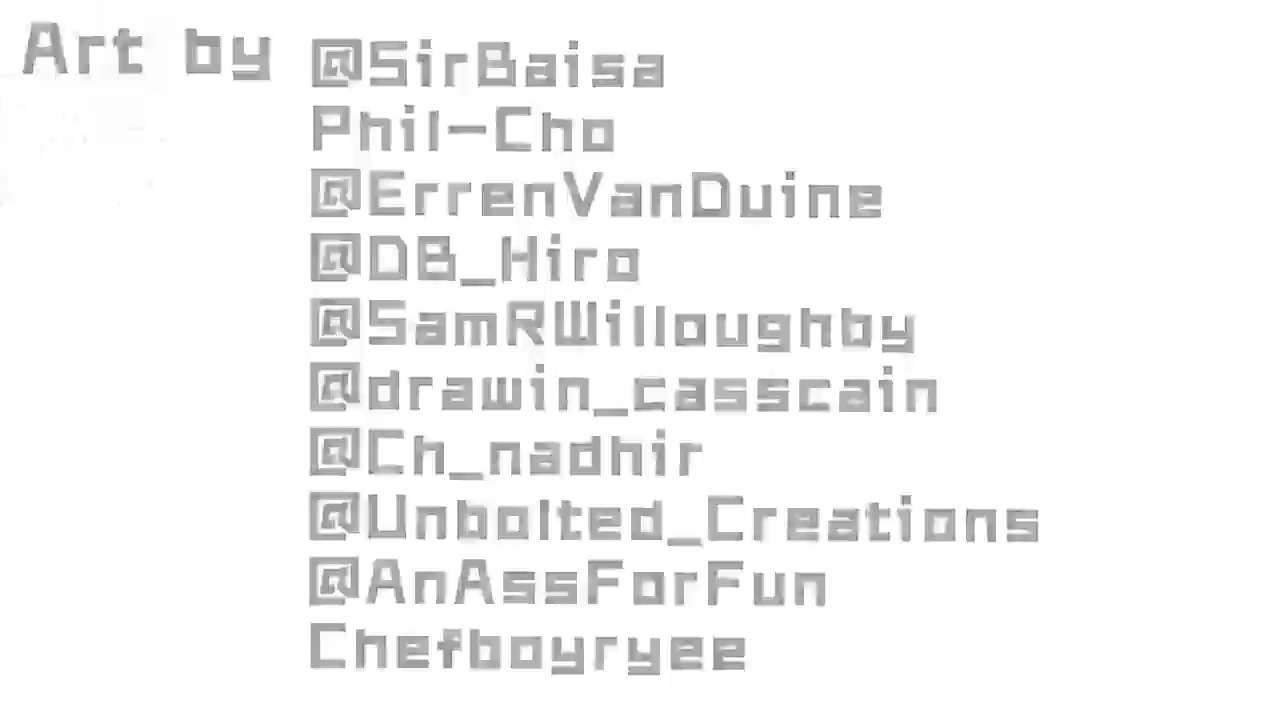 Art by @SirBaisa
Phil-Cho
@ErrenVanDuine
@DB_Hiro
@SamRWilloughby
@drawin_casscain
@Ch_nadhir
@Unbolted_Creations
@AnAssForFun
Chefboyryee